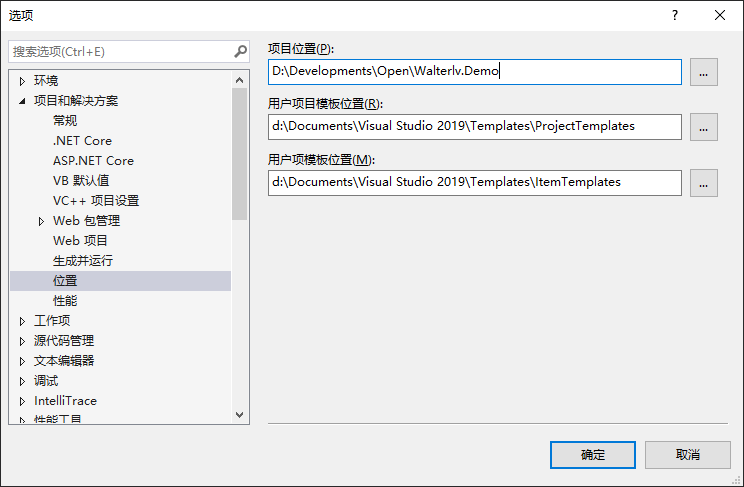 选项
?
搜索选项(Ctrl+E)
环境
项目和解决方案
常规
.NET Core
ASP.NET Core
VB 默认值
VC++ 项目设置
Web 包管理
Web 项目
生成并运行
位置
性能
工作项
源代码管理
文本编辑器
调试
IntelliTrace
性能工具
项目位置(P):
D:\Developments\Open\Walterlv.Demo
...
用户项目模板位置(R):
d:\Documents\Visual Studio 2019\Templates\ProjectTemplates
...
用户项模板位置(M):
d:\Documents\Visual Studio 2019\Templates\ItemTemplates
...
确定
取消